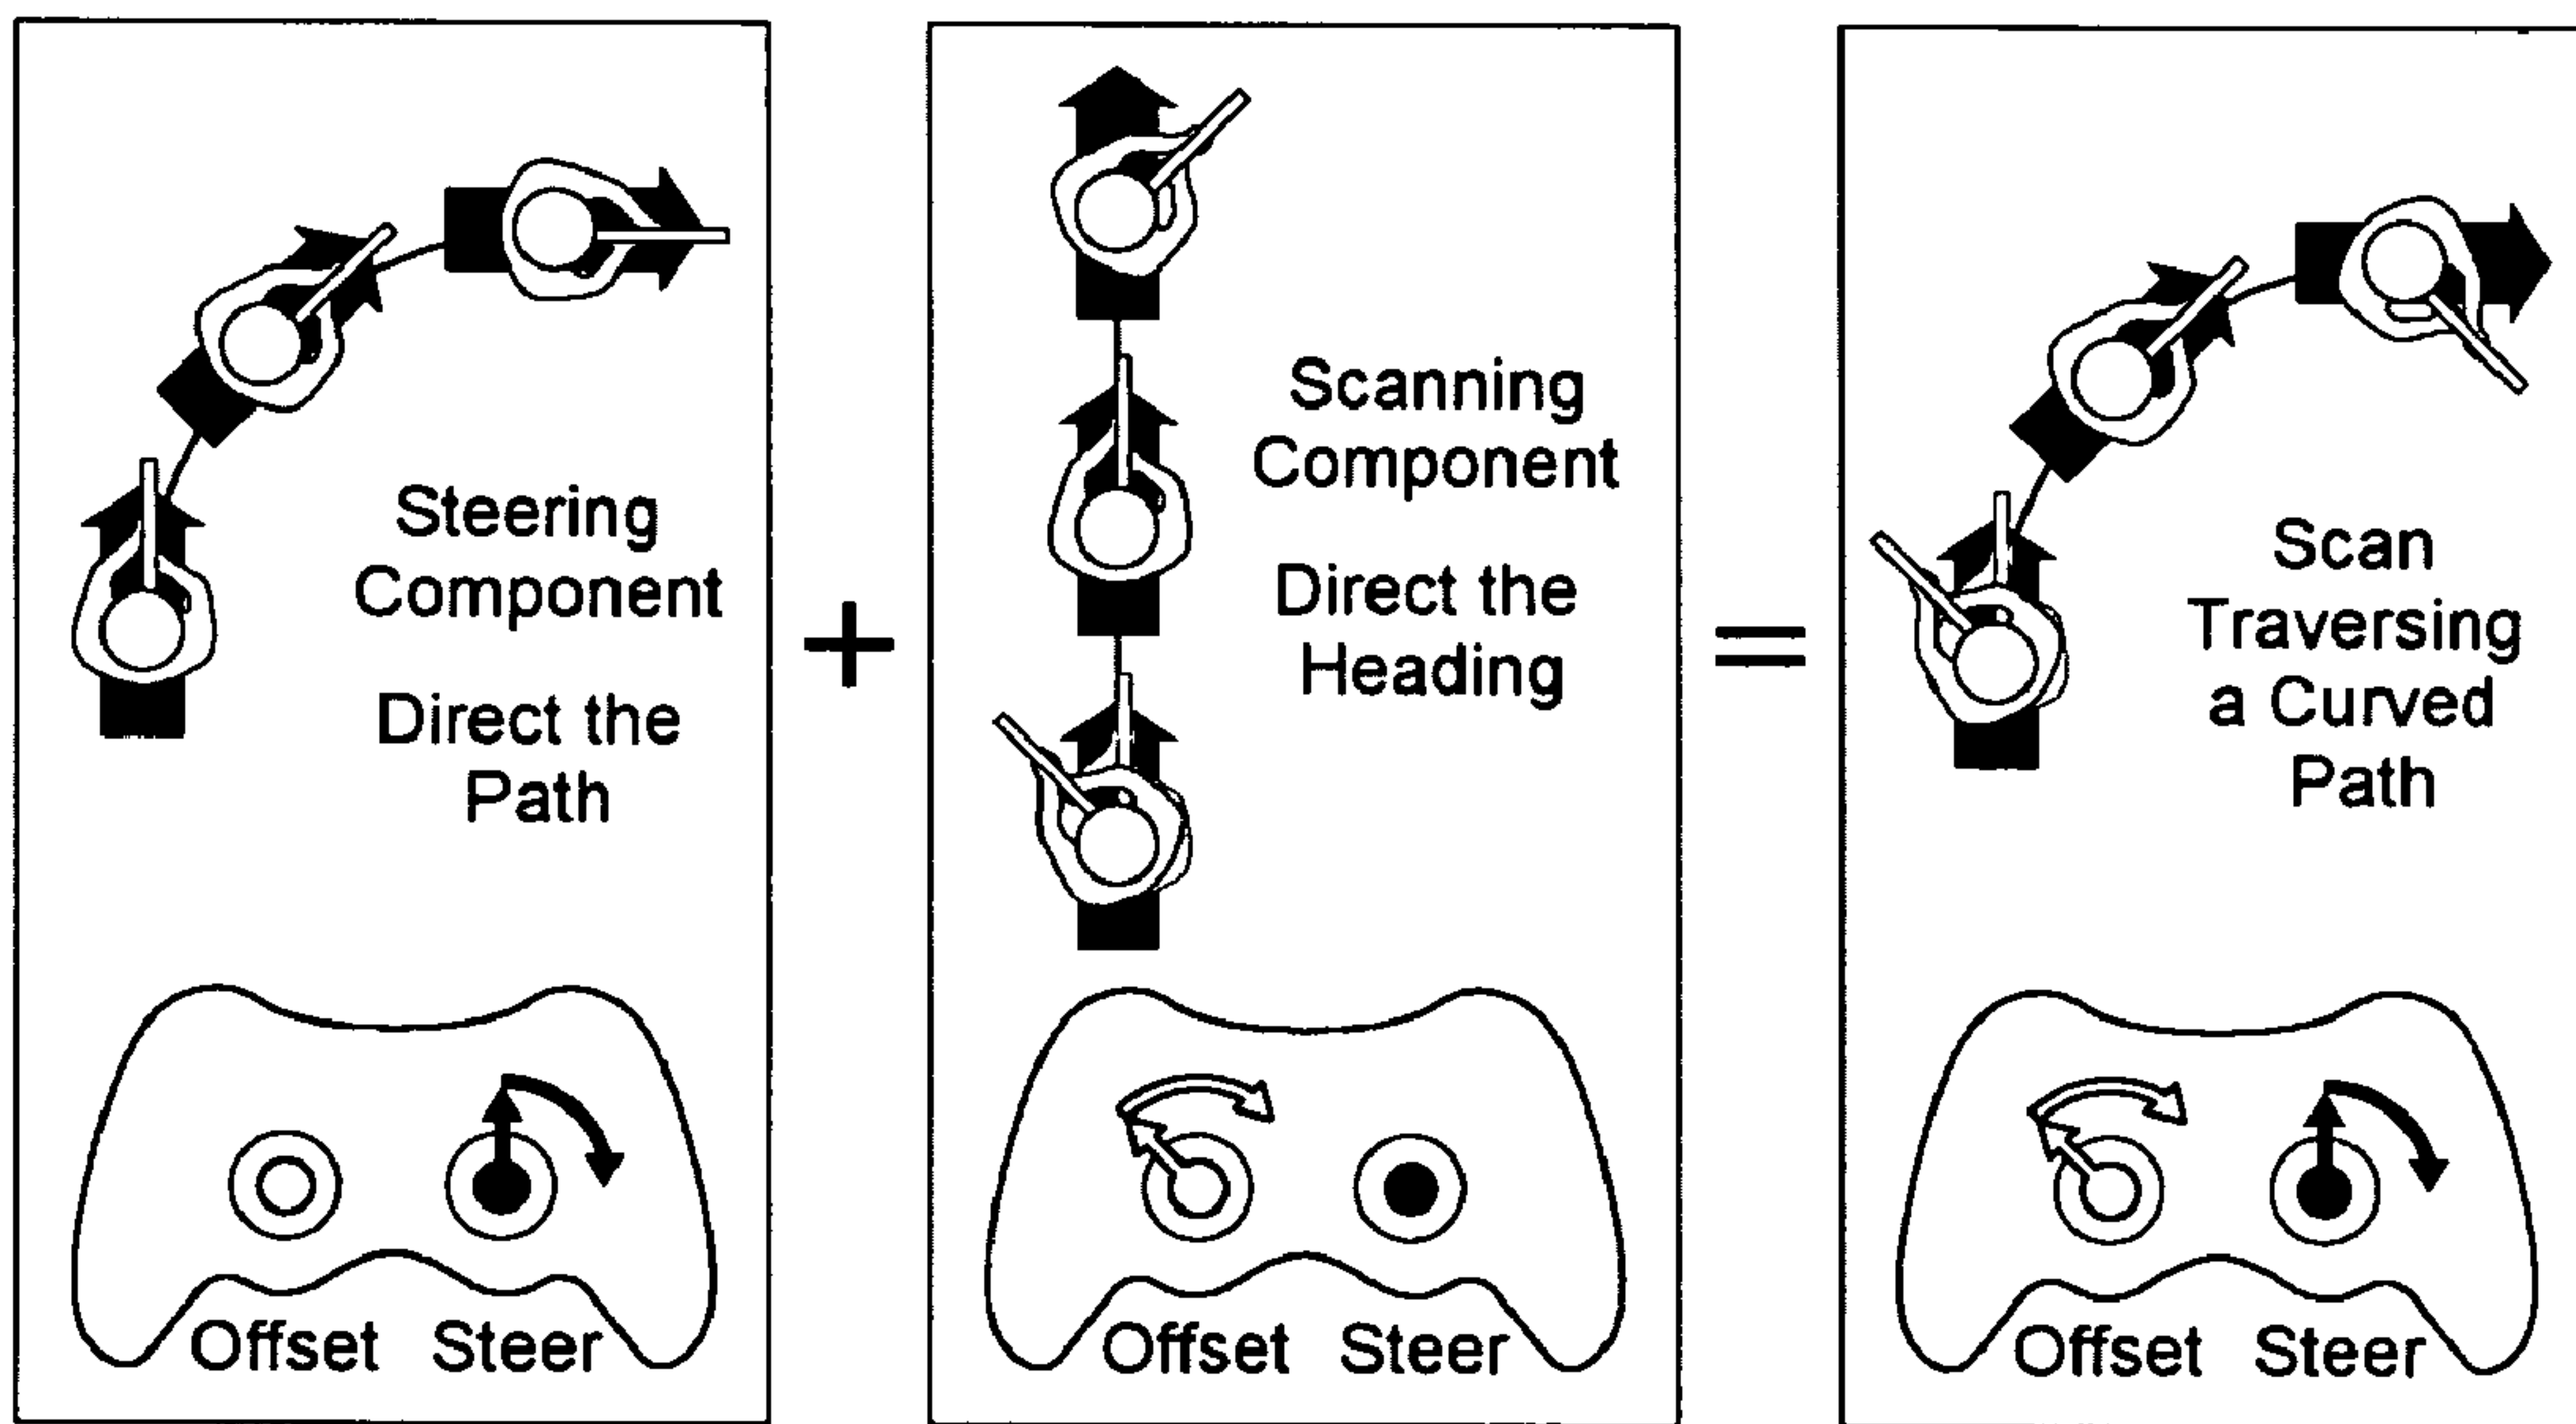 Steering
Component
Direct the
Path
Offset Steer
+
Scanning
Component
Direct the
Heading
Offset Steer
=
Scan
Traversing
a Curved
Path
Offset Steer